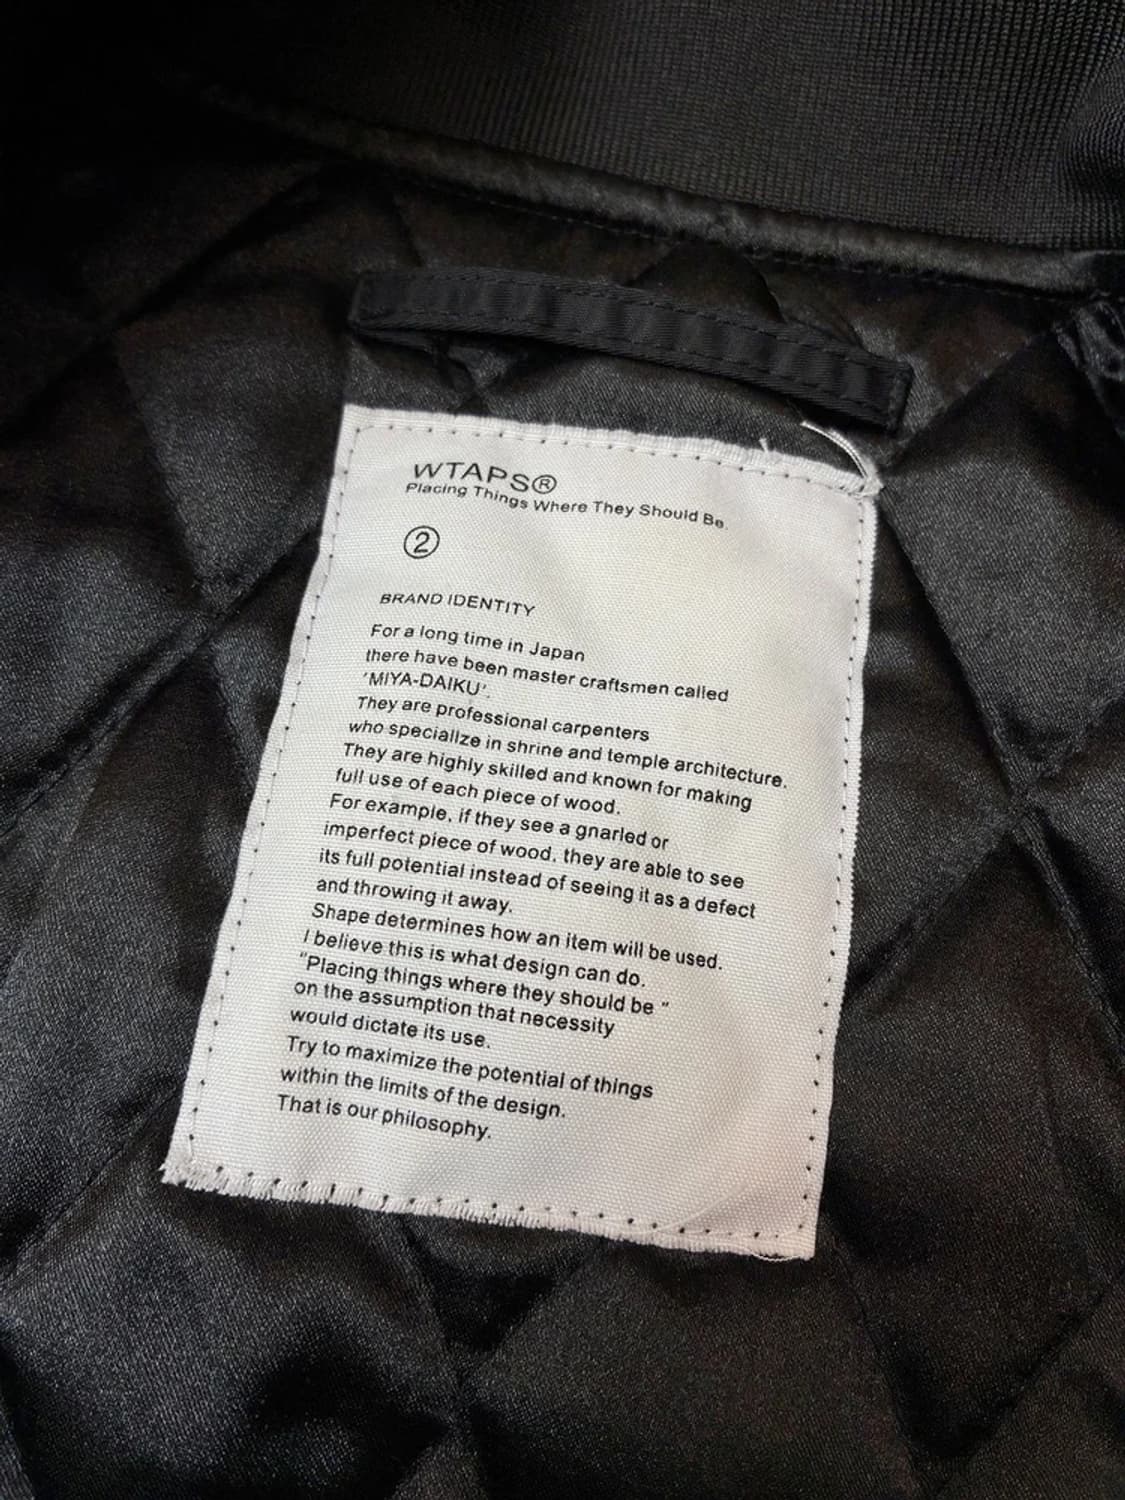 WTAPS®
Placing Things Where They Should Be.
②
BRAND IDENTITY
For a long time in Japan
there have been master craftsmen called
'MIYA-DAIKU'.
They are professional carpenters
who specialize in shrine and temple architecture.
They are highly skilled and known for making
full use of each piece of wood.
For example, if they see a gnarled or
imperfect piece of wood, they are able to see
its full potential instead of seeing it as a defect
and throwing it away.
Shape determines how an item will be used.
I believe this is what design can do.
"Placing things where they should be "
on the assumption that necessity
would dictate its use.
Try to maximize the potential of things
within the limits of the design.
That is our philosophy.